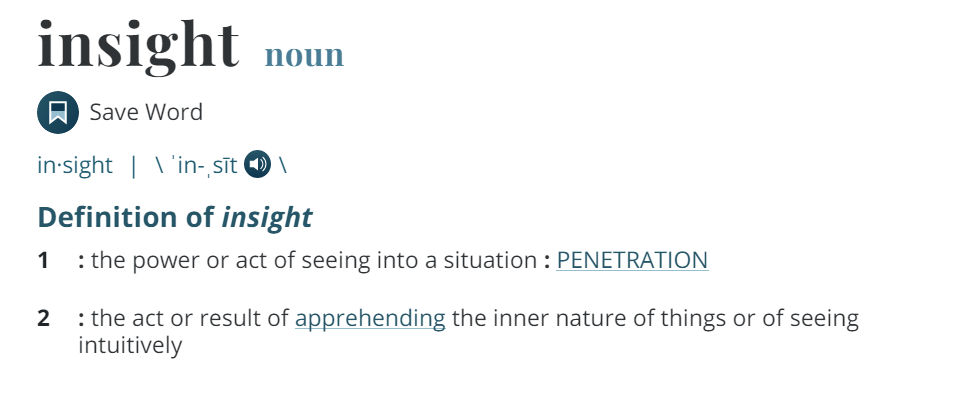 insight noun
Save Word
in·sight | \ ˈin-ˌsīt \
Definition of insight
1 : the power or act of seeing into a situation : PENETRATION
2 : the act or result of apprehending the inner nature of things or of seeing
intuitively